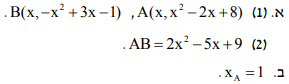 א. (1) A(x, x² − 2x + 8) , B(x, −x² + 3x − 1) .
(2) AB = 2x² − 5x + 9 .
ב. x_A = 1 .